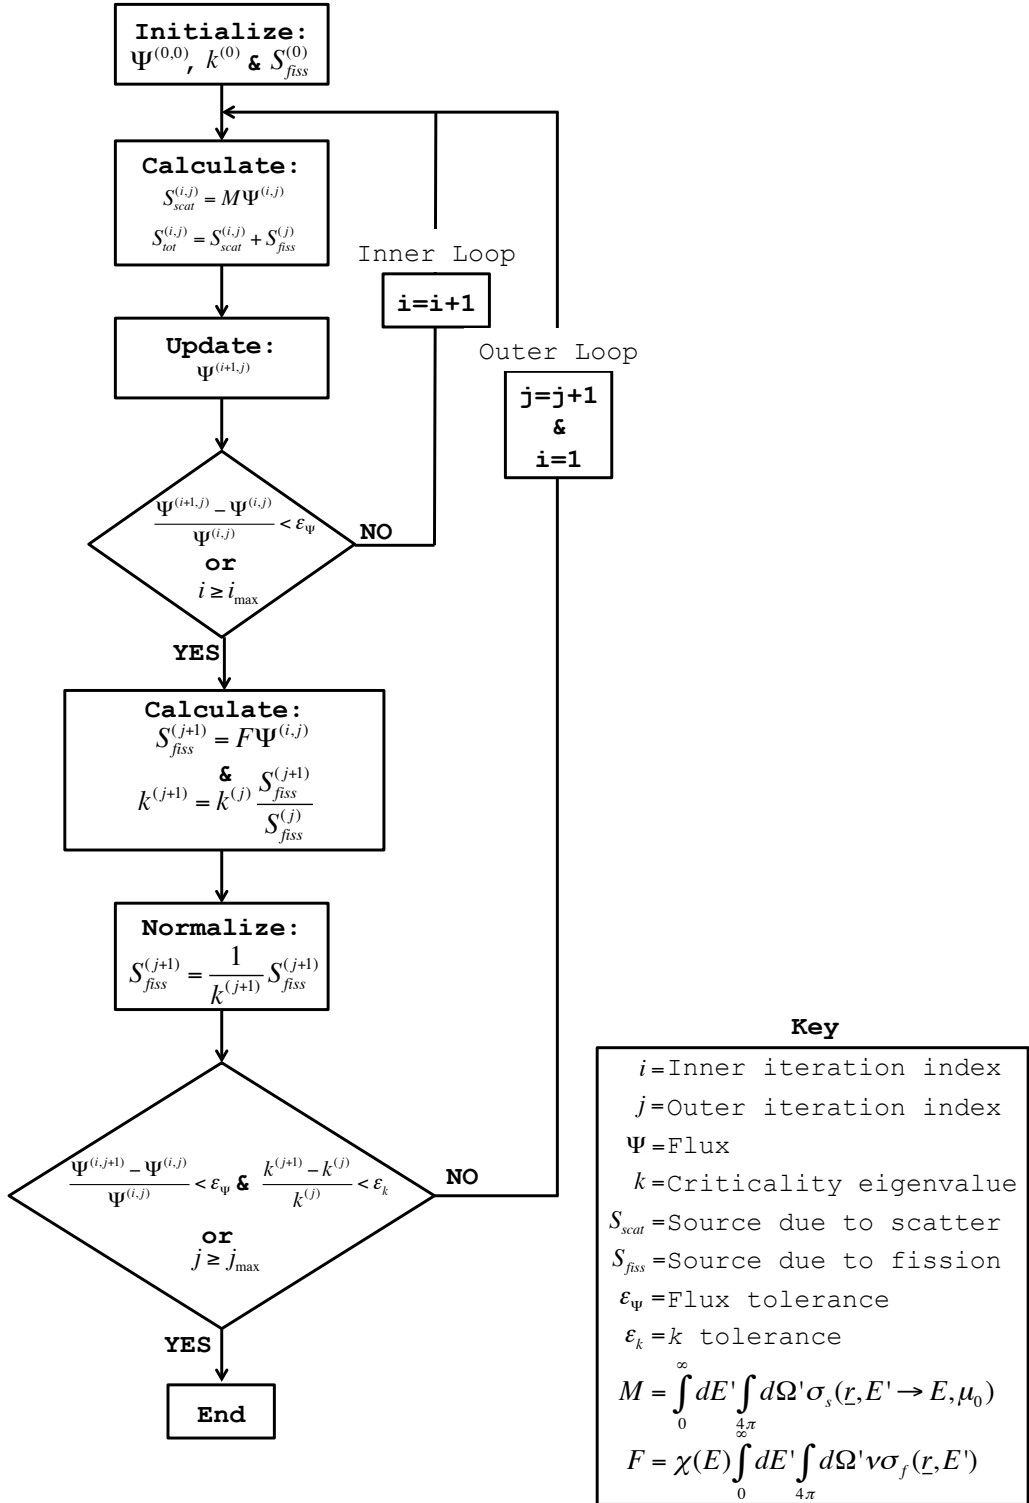 Initialize:
Ψ^(0,0), k^(0) & S_fiss^(0)
Calculate:
S_scat^(i,j) = MΨ^(i,j)
S_tot^(i,j) = S_scat^(i,j) + S_fiss^(j)
Inner Loop
i=i+1
Update:
Ψ^(i+1,j)
Outer Loop
j=j+1
&
i=1
(Ψ^(i+1,j) − Ψ^(i,j)) / Ψ^(i,j) < ε_Ψ
or
i ≥ i_max
NO
YES
Calculate:
S_fiss^(j+1) = FΨ^(i,j)
&
k^(j+1) = k^(j) S_fiss^(j+1) / S_fiss^(j)
Normalize:
S_fiss^(j+1) = 1 / k^(j+1) S_fiss^(j+1)
(Ψ^(i,j+1) − Ψ^(i,j)) / Ψ^(i,j) < ε_Ψ & (k^(j+1) − k^(j)) / k^(j) < ε_k
or
j ≥ j_max
NO
YES
End
Key
i=Inner iteration index
j=Outer iteration index
Ψ=Flux
k=Criticality eigenvalue
S_scat=Source due to scatter
S_fiss=Source due to fission
ε_Ψ=Flux tolerance
ε_k=k tolerance
M = ∫_0^∞ dE' ∫_4π dΩ' σ_s(r, E' → E, μ_0)
F = χ(E) ∫_0^∞ dE' ∫_4π dΩ' νσ_f(r, E')